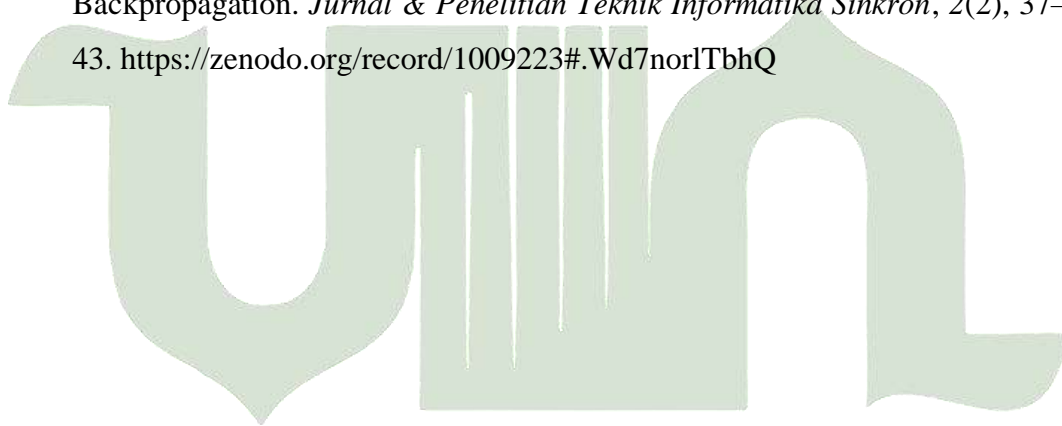 Backpropagation. Jurnal & Penelitian Teknik Informatika Sinkron, 2(2), 37–
43. https://zenodo.org/record/1009223#.Wd7norlTbhQ